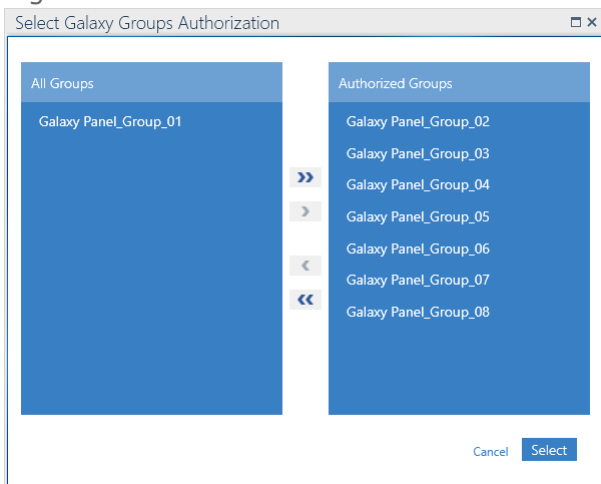 Select Galaxy Groups Authorization
All Groups
Galaxy Panel_Group_01
Authorized Groups
Galaxy Panel_Group_02
Galaxy Panel_Group_03
Galaxy Panel_Group_04
Galaxy Panel_Group_05
Galaxy Panel_Group_06
Galaxy Panel_Group_07
Galaxy Panel_Group_08
Cancel
Select